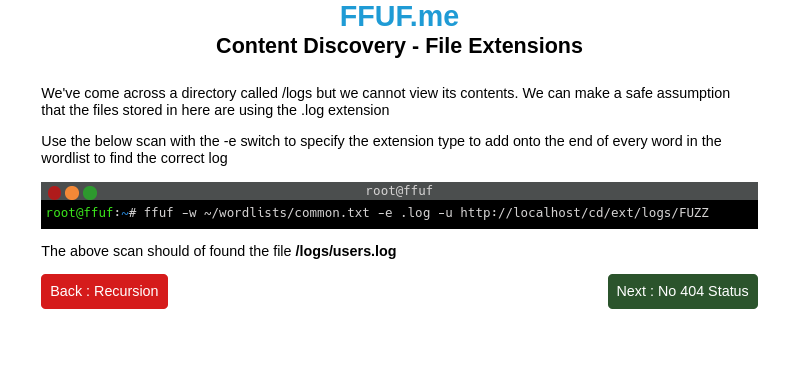 FFUF.me
Content Discovery - File Extensions
We've come across a directory called /logs but we cannot view its contents. We can make a safe assumption
that the files stored in here are using the .log extension
Use the below scan with the -e switch to specify the extension type to add onto the end of every word in the
wordlist to find the correct log
root@ffuf
root@ffuf:~# ffuf -w ~/wordlists/common.txt -e .log -u http://localhost/cd/ext/logs/FUZZ
The above scan should of found the file /logs/users.log
Back : Recursion
Next : No 404 Status